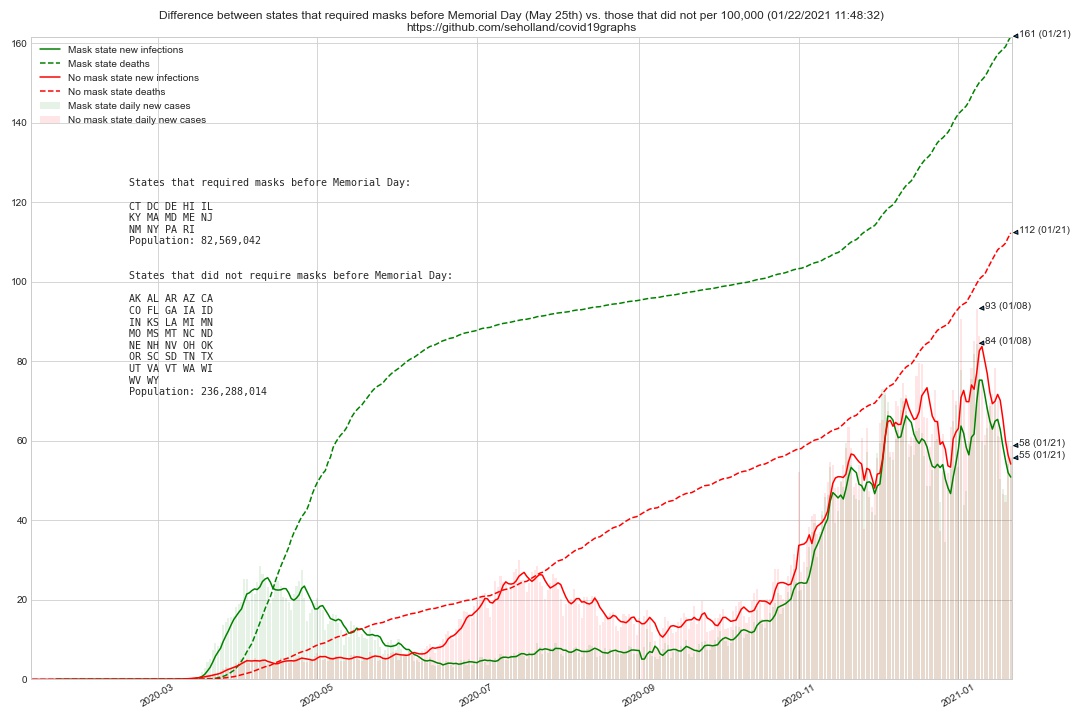 Difference between states that required masks before Memorial Day (May 25th) vs. those that did not per 100,000 (01/22/2021 11:48:32)
https://github.com/seholland/covid19graphs
Mask state new infections
Mask state deaths
No mask state new infections
No mask state deaths
Mask state daily new cases
No mask state daily new cases
States that required masks before Memorial Day:
CT DC DE HI IL
KY MA MD ME NJ
NM NY PA RI
Population: 82,569,042
States that did not require masks before Memorial Day:
AK AL AR AZ CA
CO FL GA IA ID
IN KS LA MI MN
MO MS MT NC ND
NE NH NV OH OK
OR SC SD TN TX
UT VA VT WA WI
WV WY
Population: 236,288,014
161 (01/21)
112 (01/21)
93 (01/08)
84 (01/08)
58 (01/21)
55 (01/21)
160
140
120
100
80
60
40
20
0
2020-03
2020-05
2020-07
2020-09
2020-11
2021-01